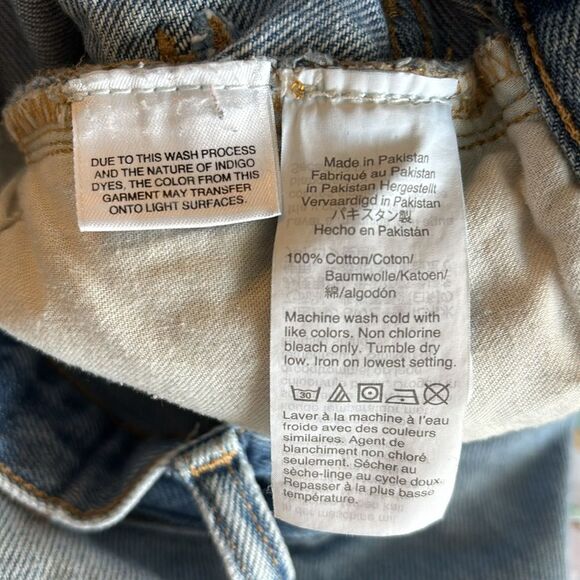 DUE TO THIS WASH PROCESS
AND THE NATURE OF INDIGO
DYES, THE COLOR FROM THIS
GARMENT MAY TRANSFER
ONTO LIGHT SURFACES.
Made in Pakistan
Fabriqué au Pakistan
in Pakistan Hergestellt
Vervaardigd in Pakistan
パキスタン製
Hecho en Pakistán
100% Cotton/Coton/
Baumwolle/Katoen/
綿/algodón
Machine wash cold with
like colors. Non chlorine
bleach only. Tumble dry
low. Iron on lowest setting.
30
Laver à la machine à l'eau
froide avec des couleurs
similaires. Agent de
blanchiment non chloré
seulement. Sécher au
sèche-linge au cycle doux.
Repasser à la plus basse
température.